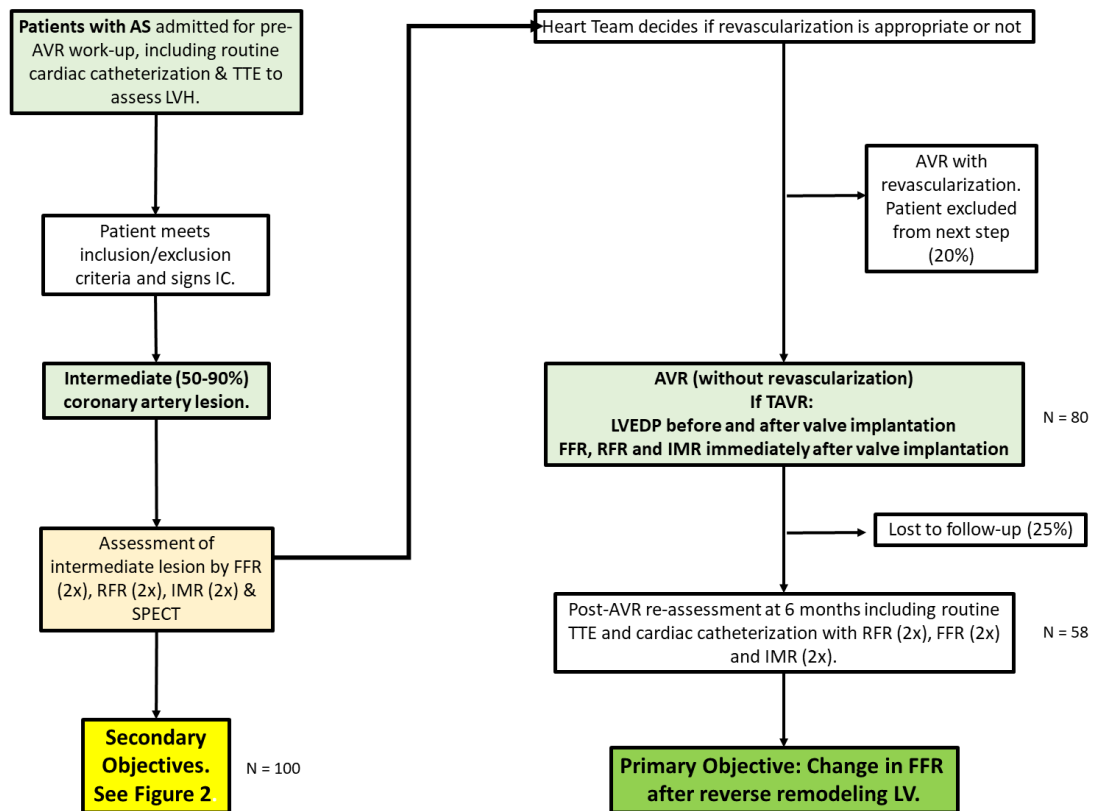 Patients with AS admitted for pre-
AVR work-up, including routine
cardiac catheterization & TTE to
assess LVH.
Patient meets
inclusion/exclusion
criteria and signs IC.
Intermediate (50-90%)
coronary artery lesion.
Assessment of
intermediate lesion by FFR
(2x), RFR (2x), IMR (2x) &
SPECT
Secondary
Objectives.
See Figure 2.
N = 100
Heart Team decides if revascularization is appropriate or not
AVR with
revascularization.
Patient excluded
from next step
(20%)
AVR (without revascularization)
If TAVR:
LVEDP before and after valve implantation
FFR, RFR and IMR immediately after valve implantation
N = 80
Lost to follow-up (25%)
Post-AVR re-assessment at 6 months including routine
TTE and cardiac catheterization with RFR (2x), FFR (2x)
and IMR (2x).
N = 58
Primary Objective: Change in FFR
after reverse remodeling LV.